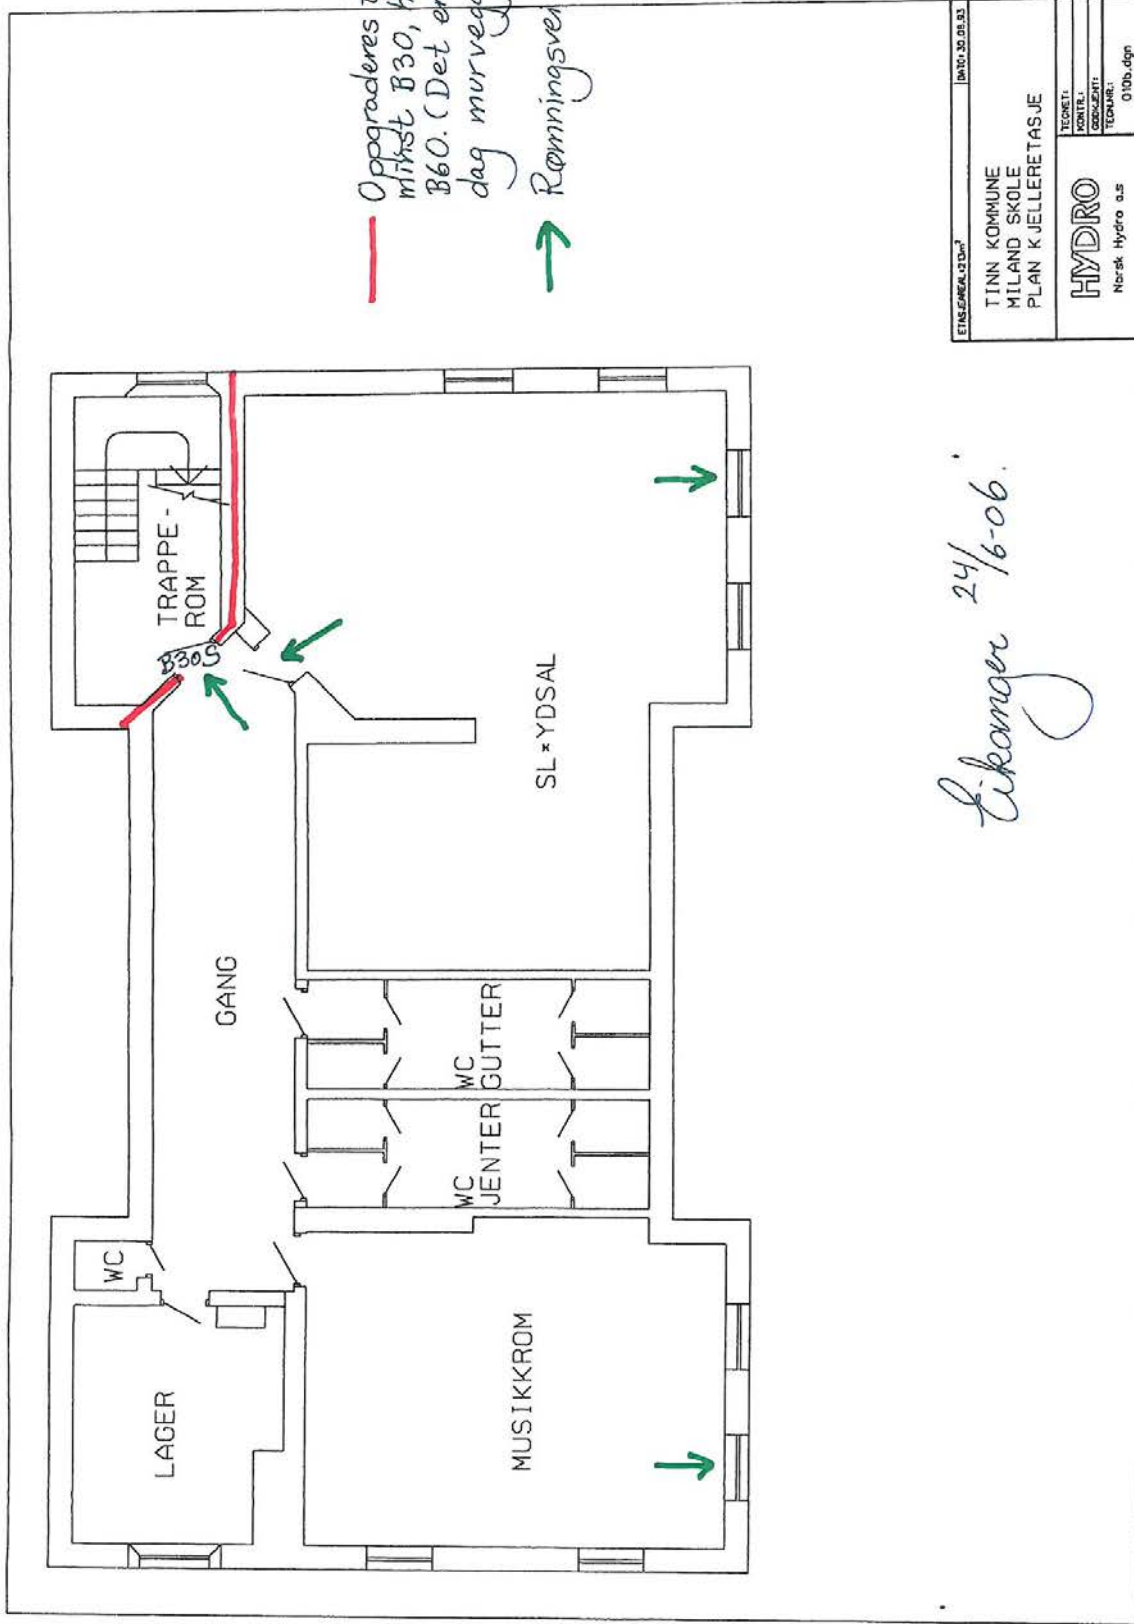 TRAPPE-
ROM
B30S
GANG
WC
LAGER
SL*YDSAL
WC
GUTTER
WC
JENTER
MUSIKKROM
Oppgraderes
minst B30,
B60. (Det er
dag murvegg
Rømningsvei
Eikanger 24/6-06.
DATO: 30.08.93
TINN KOMMUNE
MILAND SKOLE
PLAN KJELLERETASJE
HYDRO
Norsk Hydro a.s
TEGNET:
KONTR.:
GODKJENT:
TEGN.NR.:
010b.dgn